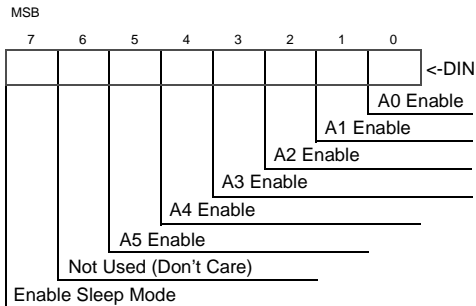 MSB
7 6 5 4 3 2 1 0
<-DIN
A0 Enable
A1 Enable
A2 Enable
A3 Enable
A4 Enable
A5 Enable
Not Used (Don't Care)
Enable Sleep Mode